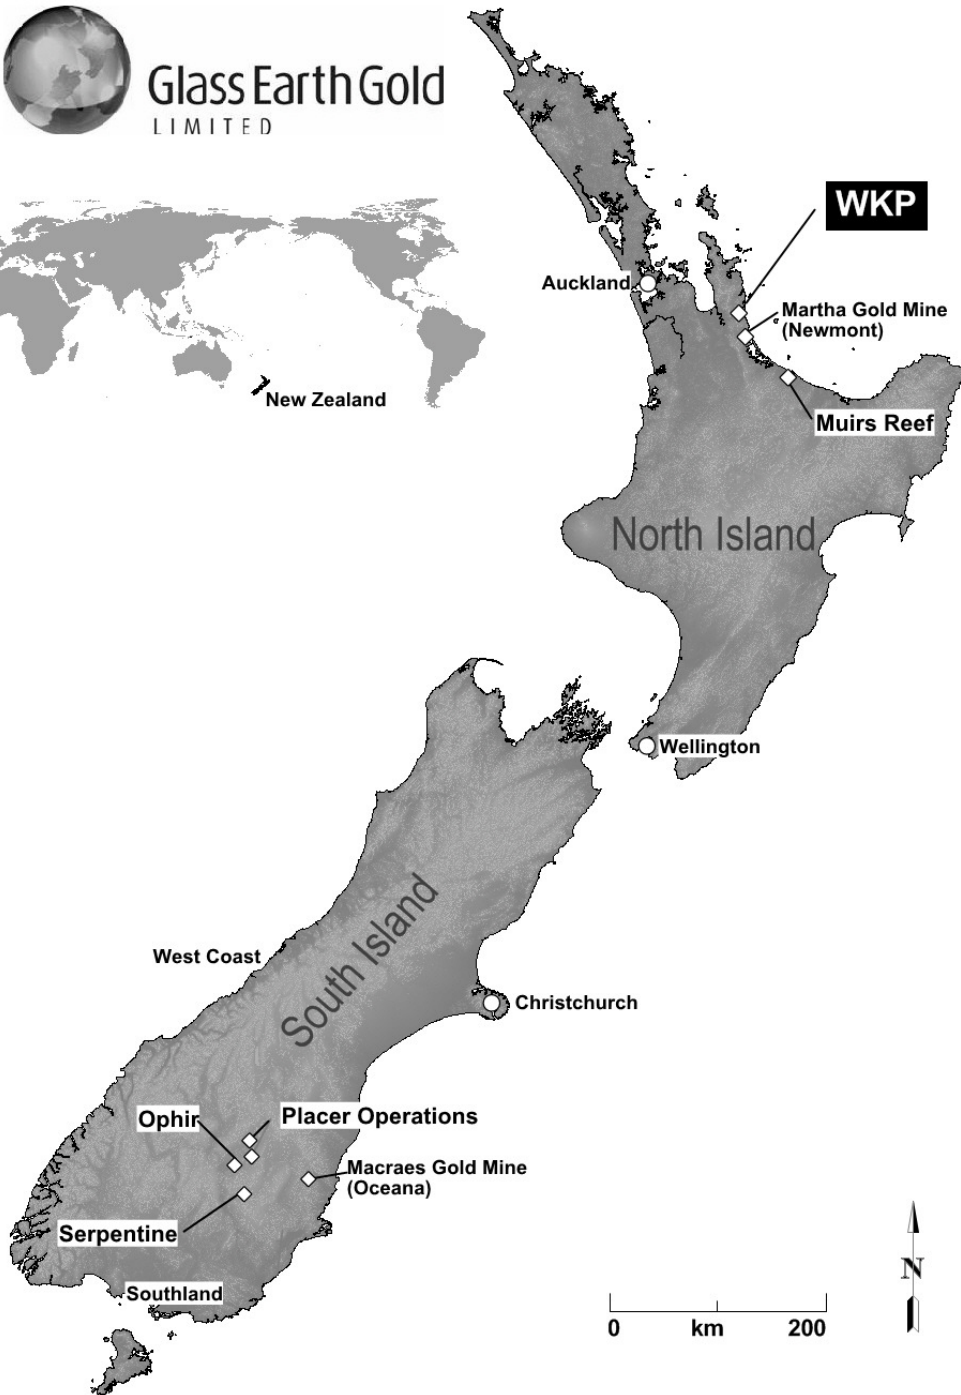 Glass Earth Gold
LIMITED
WKP
Auckland
Martha Gold Mine
(Newmont)
New Zealand
Muirs Reef
North Island
Wellington
South Island
West Coast
Christchurch
Ophir
Placer Operations
Macraes Gold Mine
(Oceana)
Serpentine
Southland
N
0 km 200